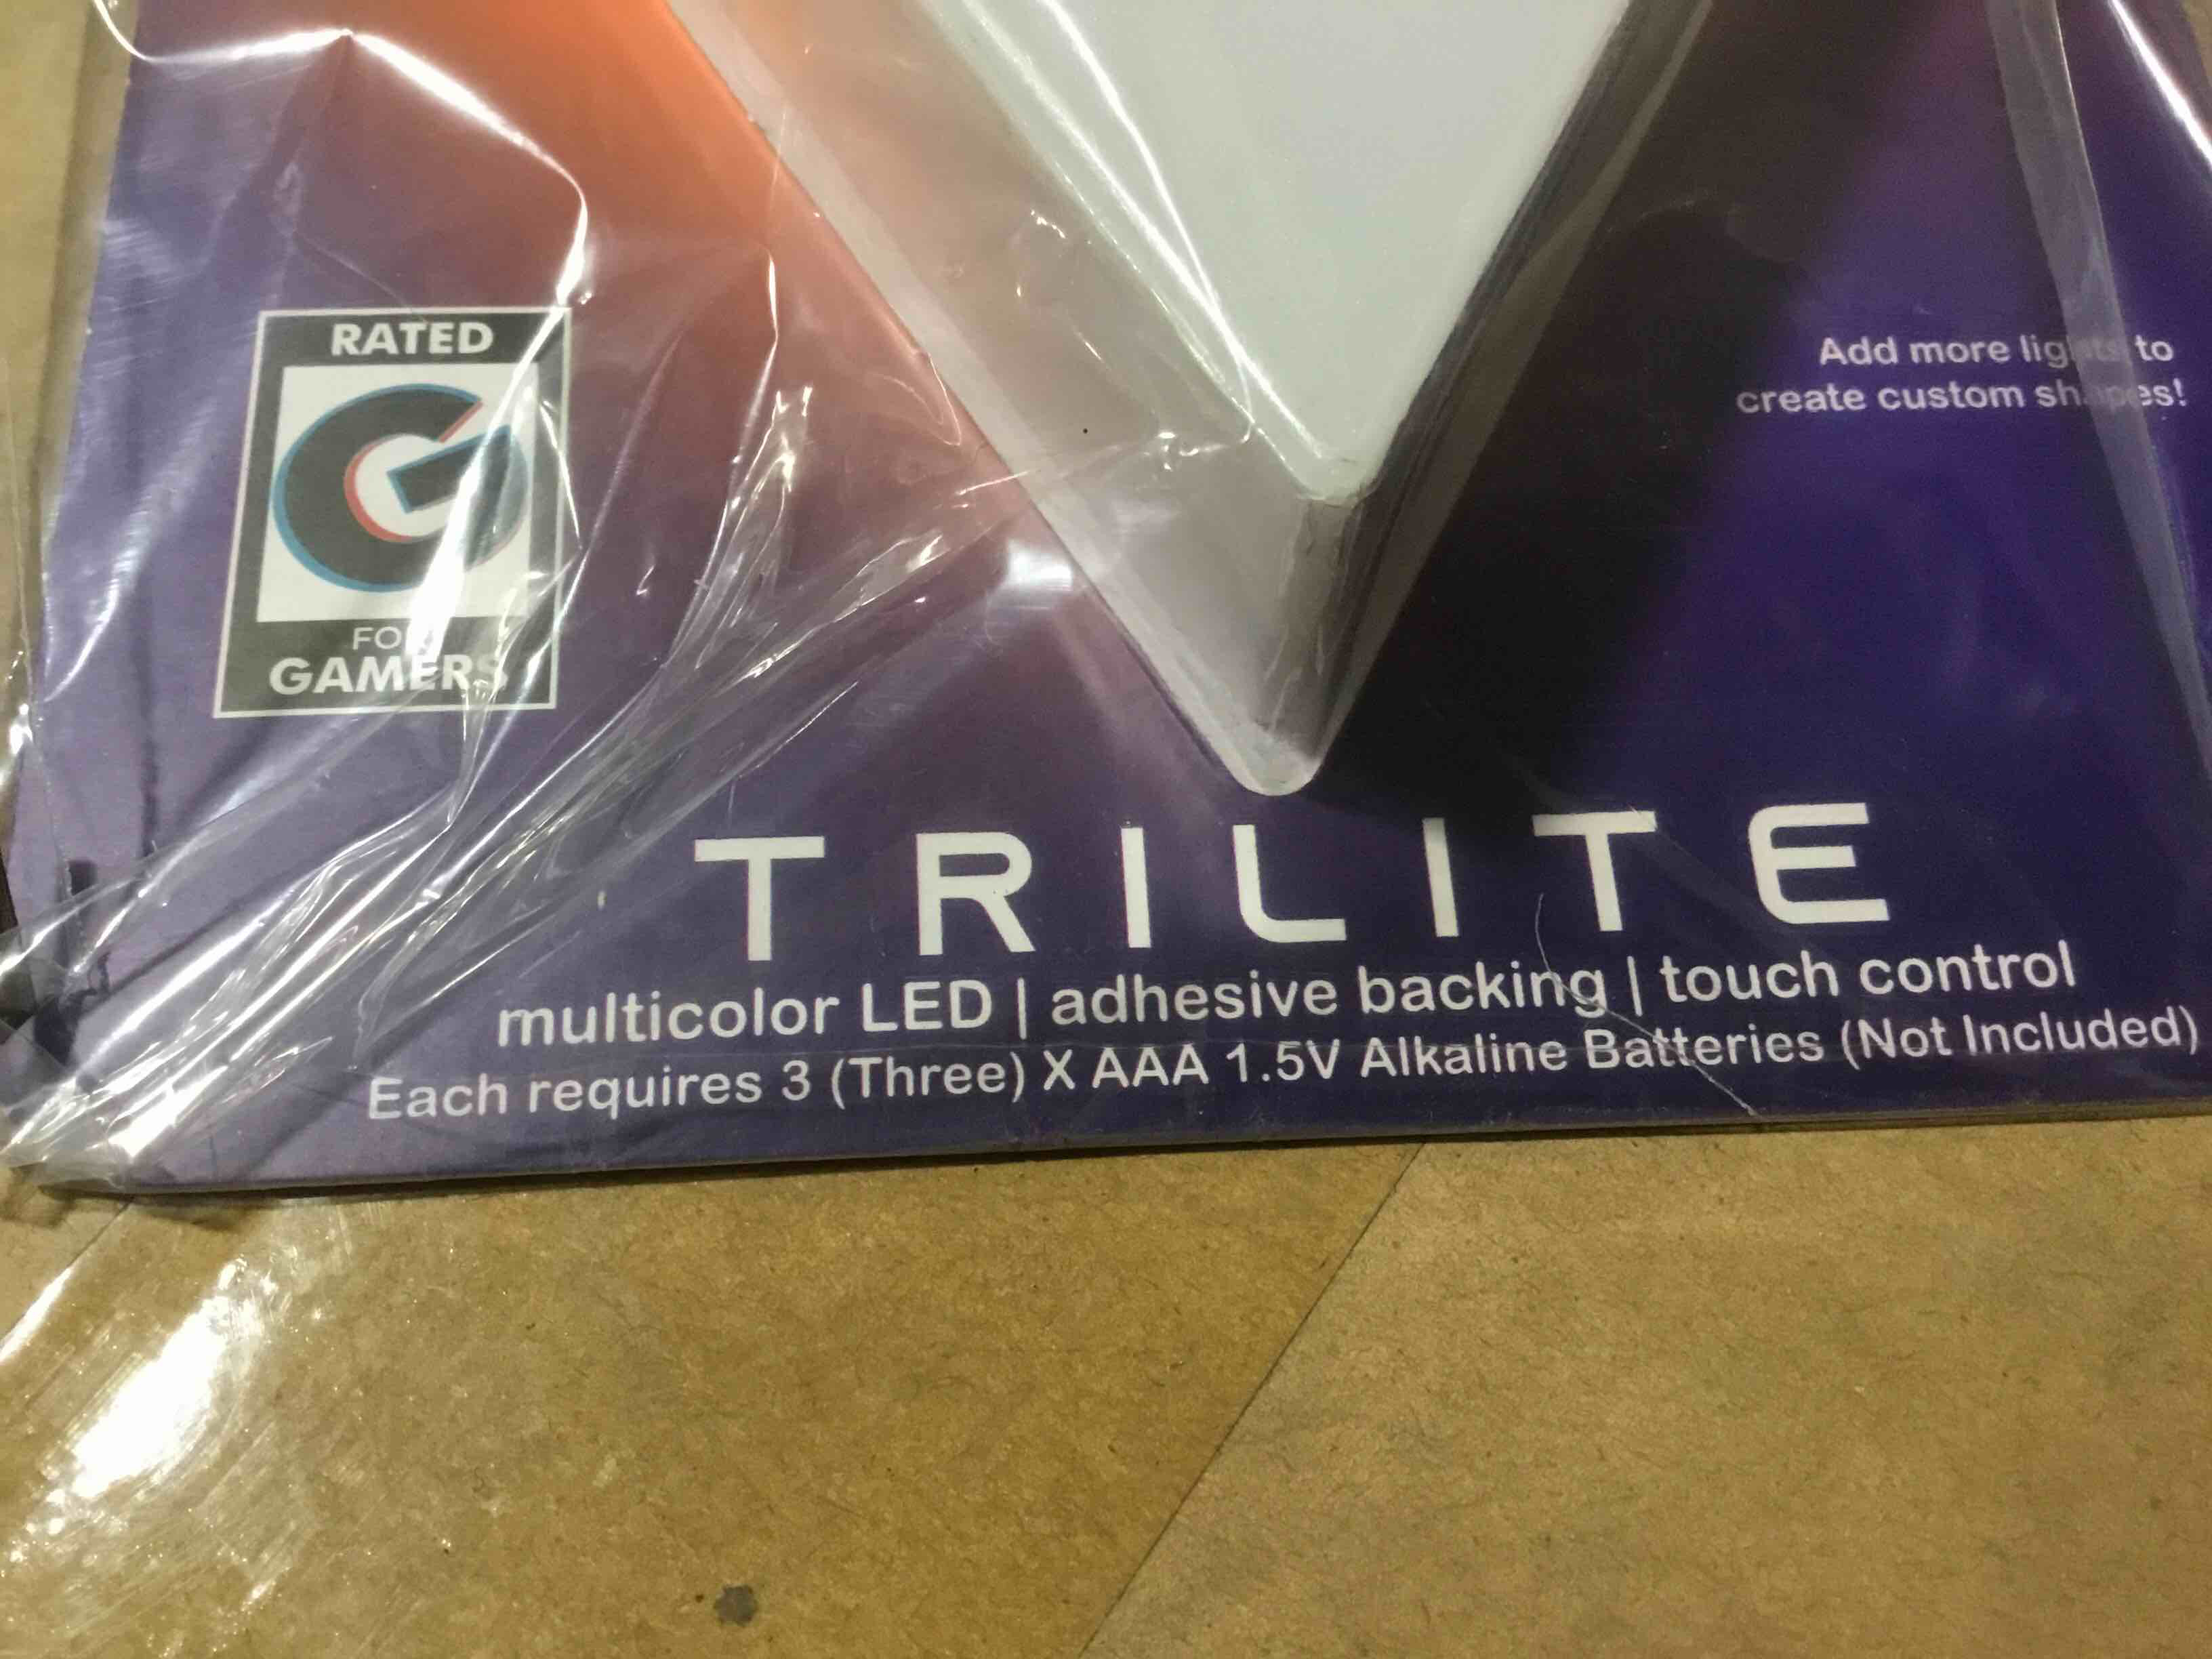 RATED
G
FOR
GAMERS
Add more lights to
create custom shapes!
TRILITE
multicolor LED | adhesive backing | touch control
Each requires 3 (Three) X AAA 1.5V Alkaline Batteries (Not Included)